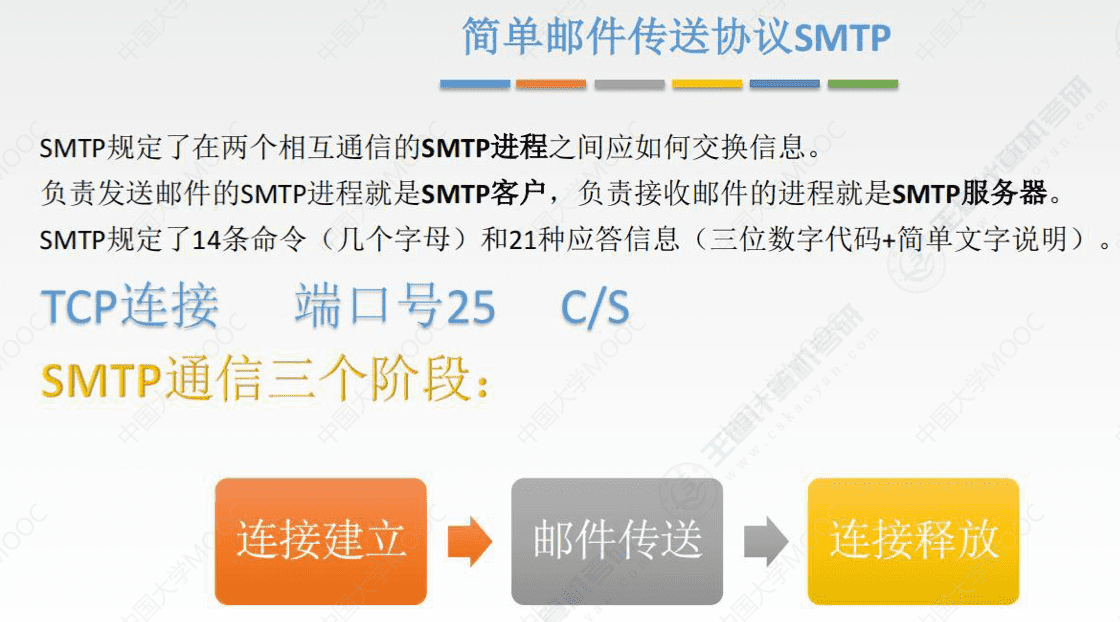 简单邮件传送协议SMTP
SMTP规定了在两个相互通信的SMTP进程之间应如何交换信息。
负责发送邮件的SMTP进程就是SMTP客户，负责接收邮件的进程就是SMTP服务器。
SMTP规定了14条命令（几个字母）和21种应答信息（三位数字代码+简单文字说明）。
TCP连接 端口号25 C/S
SMTP通信三个阶段：
连接建立 邮件传送 连接释放
中国大学MOOC
王道计算机考研
www.cskaoyan.com